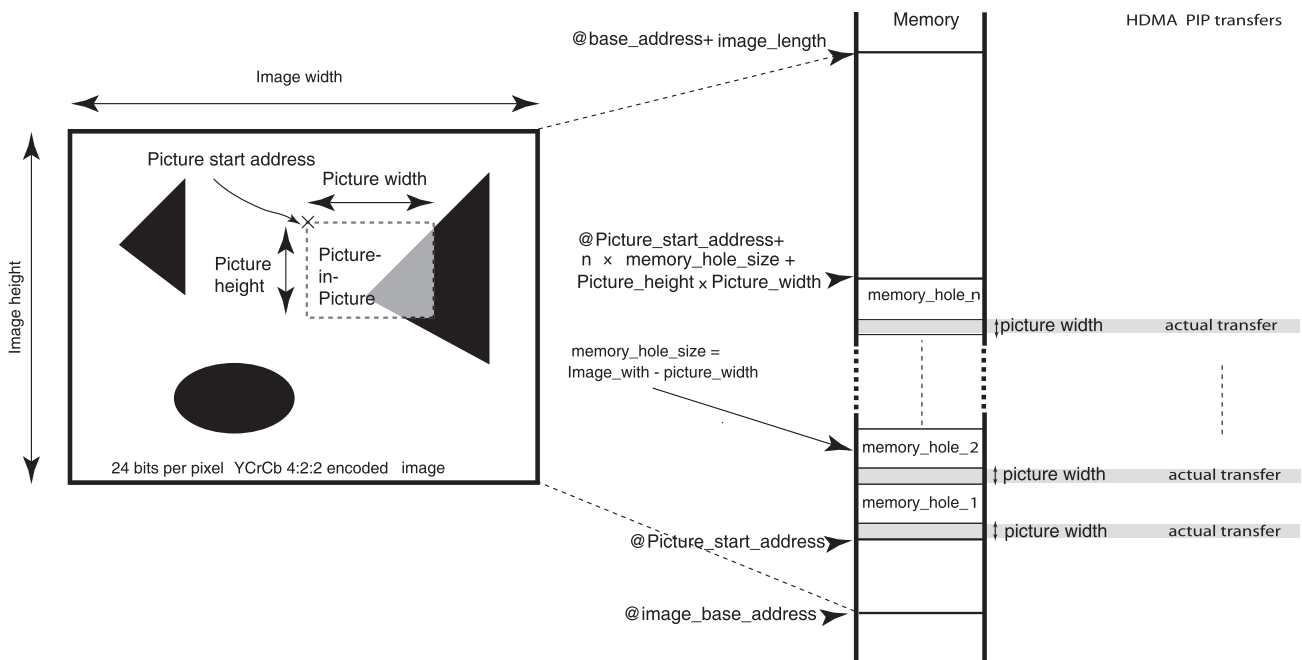 Image width
Image height
Picture start address
Picture width
Picture
height
Picture-
in-
Picture
24 bits per pixel YCrCb 4:2:2 encoded image
@base_address+ image_length
@Picture_start_address+
n x memory_hole_size +
Picture_height x Picture_width
memory_hole_size =
Image_with - picture_width
@Picture_start_address
@image_base_address
Memory
HDMA PIP transfers
memory_hole_n
picture width actual transfer
memory_hole_2
picture width actual transfer
memory_hole_1
picture width actual transfer